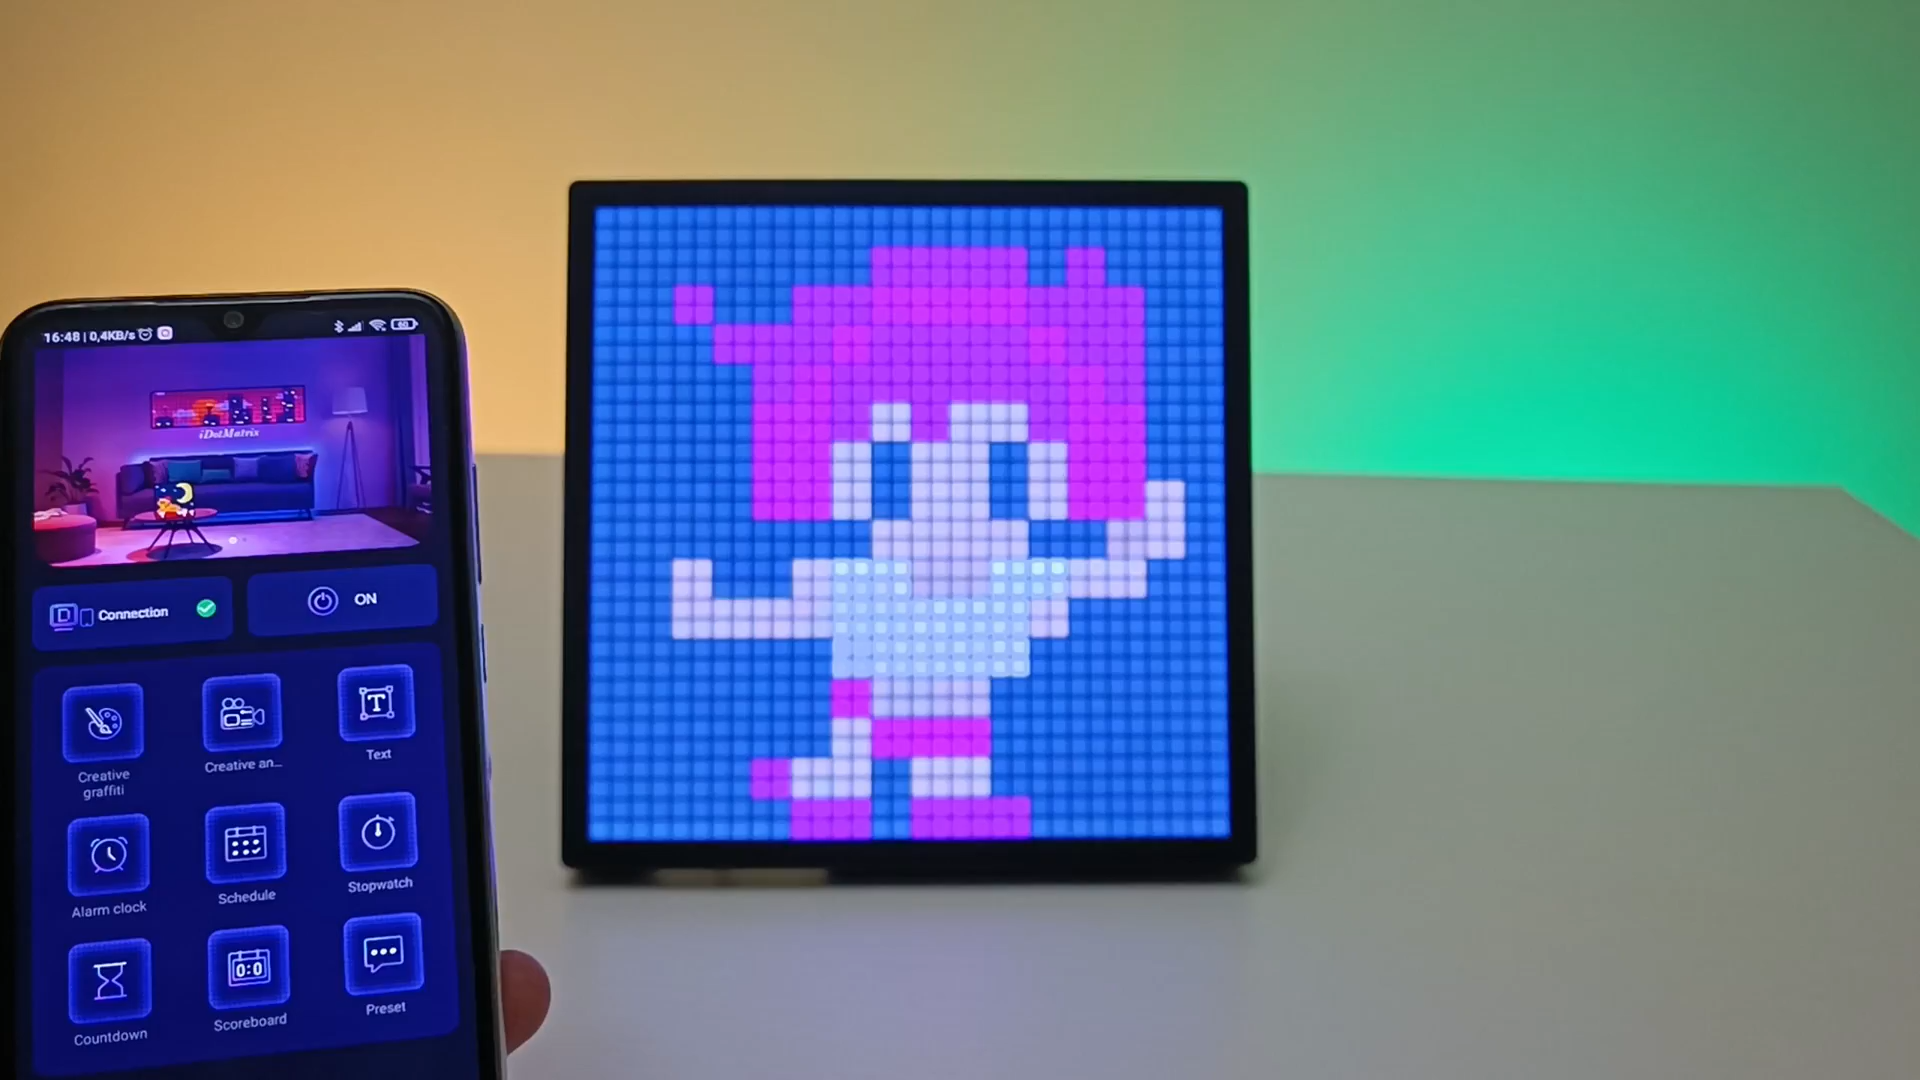 16:48 | 0,4KB/s
60
iDotMatrix
D Connection
ON
T
Creative
graffiti
Creative an...
Text
Alarm clock
Schedule
Stopwatch
0:0
Countdown
Scoreboard
Preset